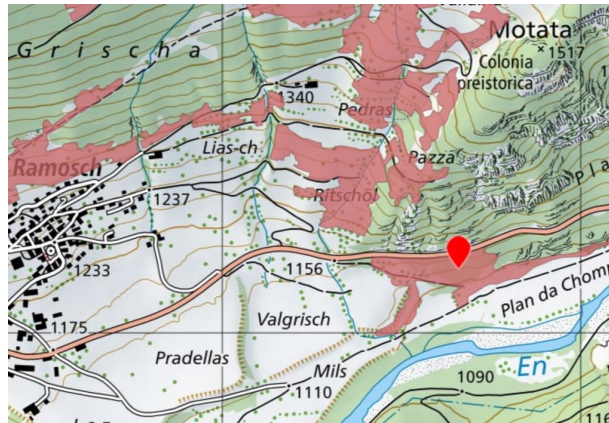 Motata
Grischa
1517
Colonia
preistorica
1340
Pedras
Lias-ch
Pazza
Ramosch
Ritschöl
1237
1233
1156
Plan da Chom
Valgrisch
1175
Pradellas
Mils
En
1110
1090